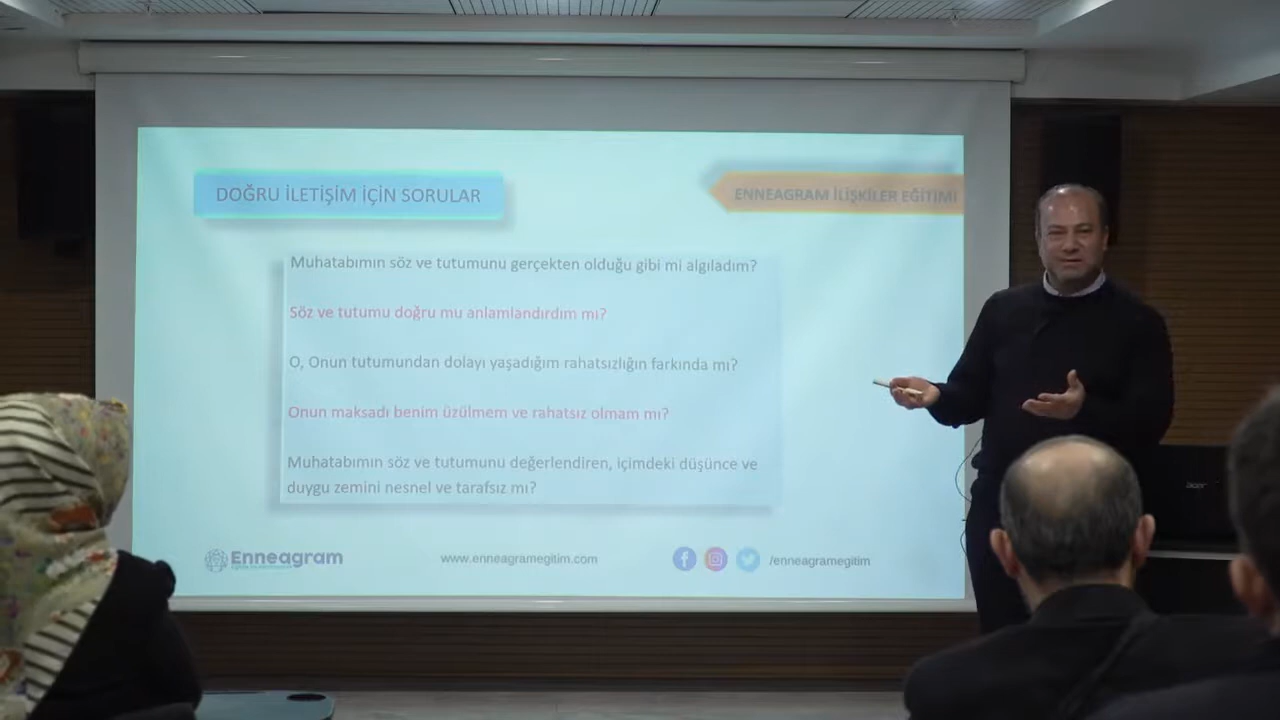 DOĞRU İLETİŞİM İÇİN SORULAR
ENNEAGRAM İLİŞKİLER EĞİTİMİ
Muhatabımın söz ve tutumunu gerçekten olduğu gibi mi algıladım?
Söz ve tutumu doğru mu anlamlandırdım mı?
O, Onun tutumundan dolayı yaşadığım rahatsızlığın farkında mı?
Onun maksadı benim üzülmem ve rahatsız olmam mı?
Muhatabımın söz ve tutumunu değerlendiren, içimdeki düşünce ve
duygu zemini nesnel ve tarafsız mı?
Enneagram
www.enneagramegitim.com
/enneagramegitim
acer